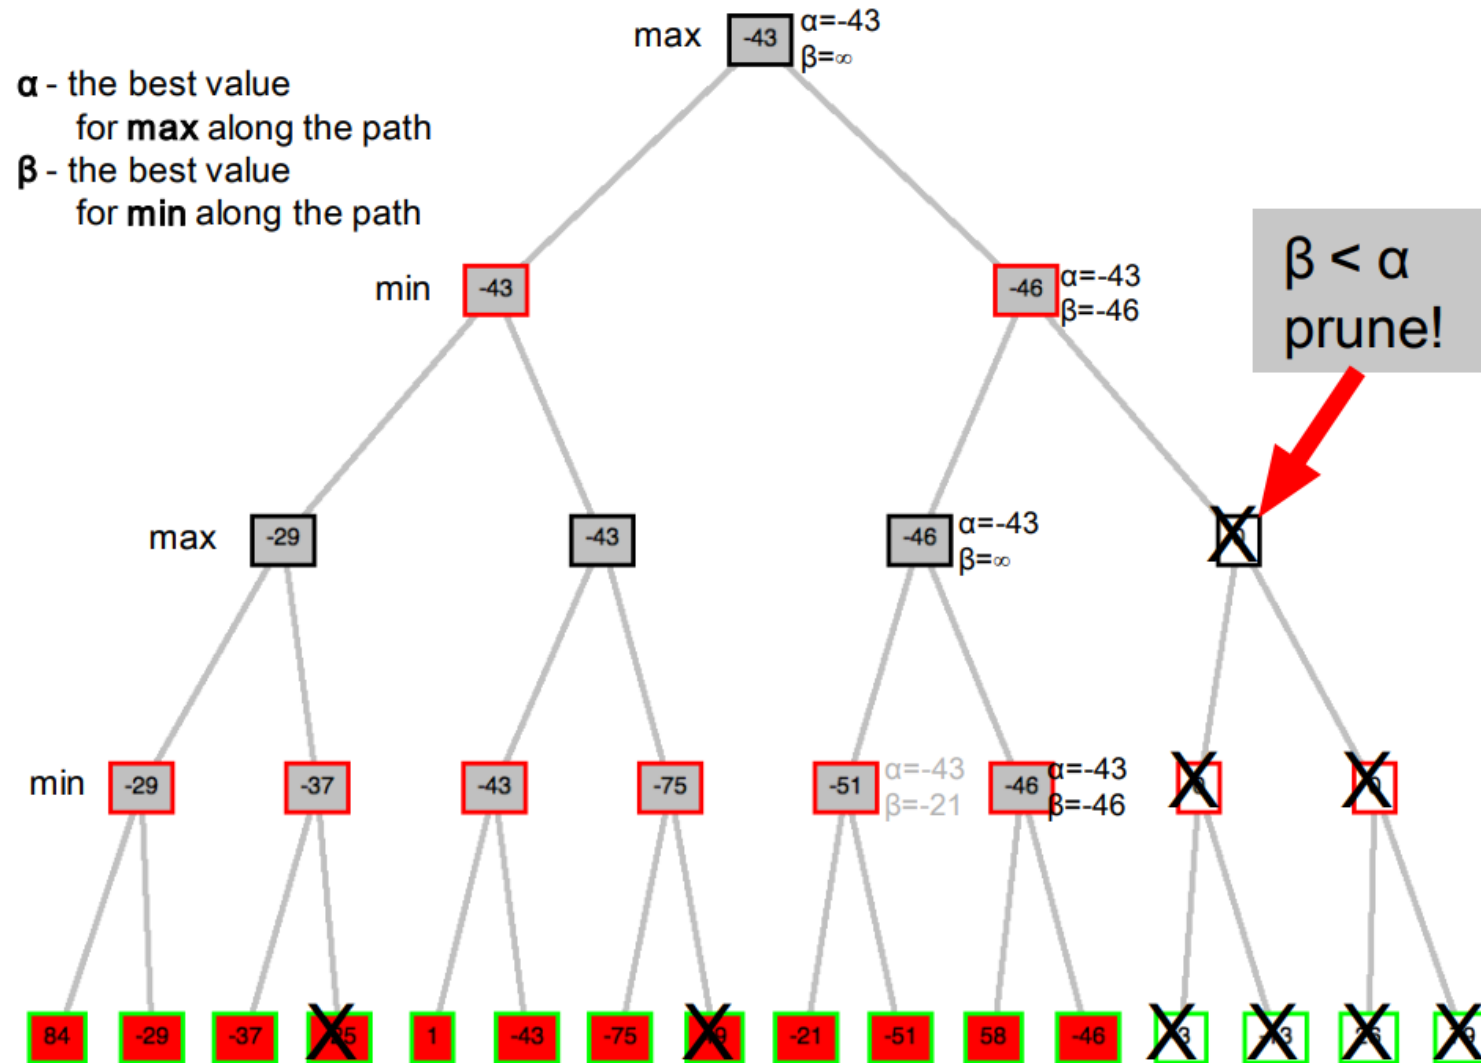 max -43 α=-43
β=∞
α - the best value
for max along the path
β - the best value
for min along the path
β < α
prune!
min -43 -46 α=-43
β=-46
max -29 -43 -46 α=-43
β=∞
min -29 -37 -43 -75 -51 α=-43 -46 α=-43
β=-21 β=-46
84 -29 -37 1 -43 -75 -21 -51 58 -46